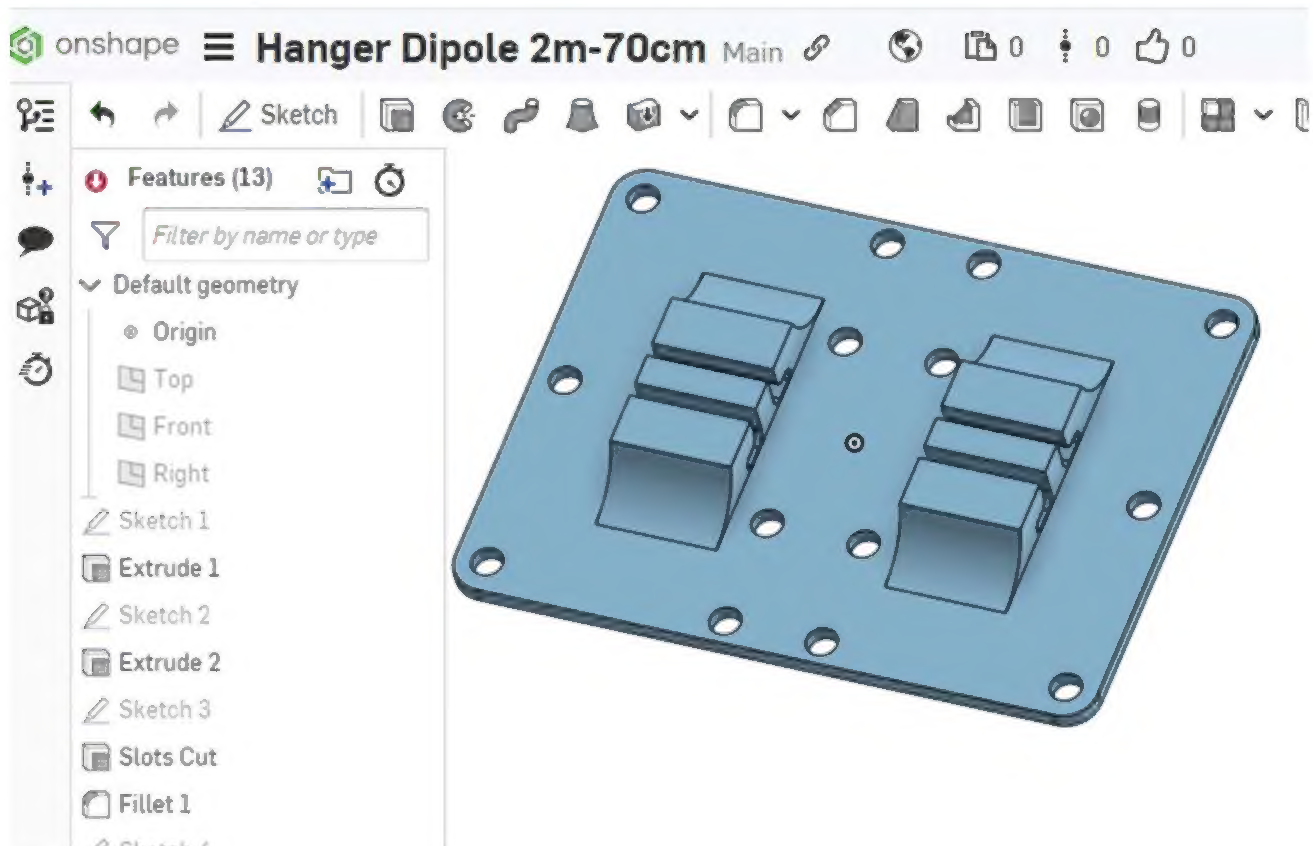 onshape Hanger Dipole 2m-70cm Main 0 0 0
Sketch
Features (13)
Filter by name or type
Default geometry
Origin
Top
Front
Right
Sketch 1
Extrude 1
Sketch 2
Extrude 2
Sketch 3
Slots Cut
Fillet 1